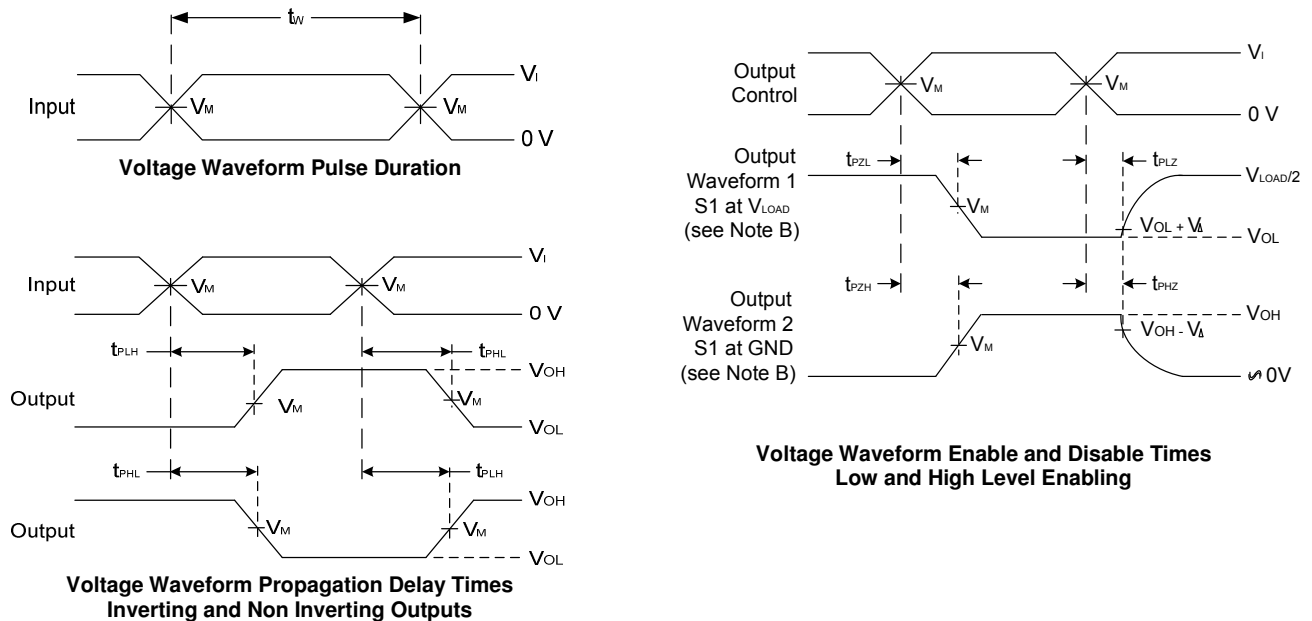 tW
Input
VM
VM
VI
0 V
Voltage Waveform Pulse Duration
Input
VM
VM
VI
0 V
tPLH
tPHL
Output
VM
VM
VOH
VOL
tPHL
tPLH
Output
VM
VM
VOH
VOL
Voltage Waveform Propagation Delay Times
Inverting and Non Inverting Outputs
Output
Control
VM
VM
VI
0 V
Output
Waveform 1
S1 at VLOAD
(see Note B)
tPZL
tPLZ
VM
VLOAD/2
VOL + VΔ
VOL
Output
Waveform 2
S1 at GND
(see Note B)
tPZH
tPHZ
VM
VOH
VOH - VΔ
0V
Voltage Waveform Enable and Disable Times
Low and High Level Enabling